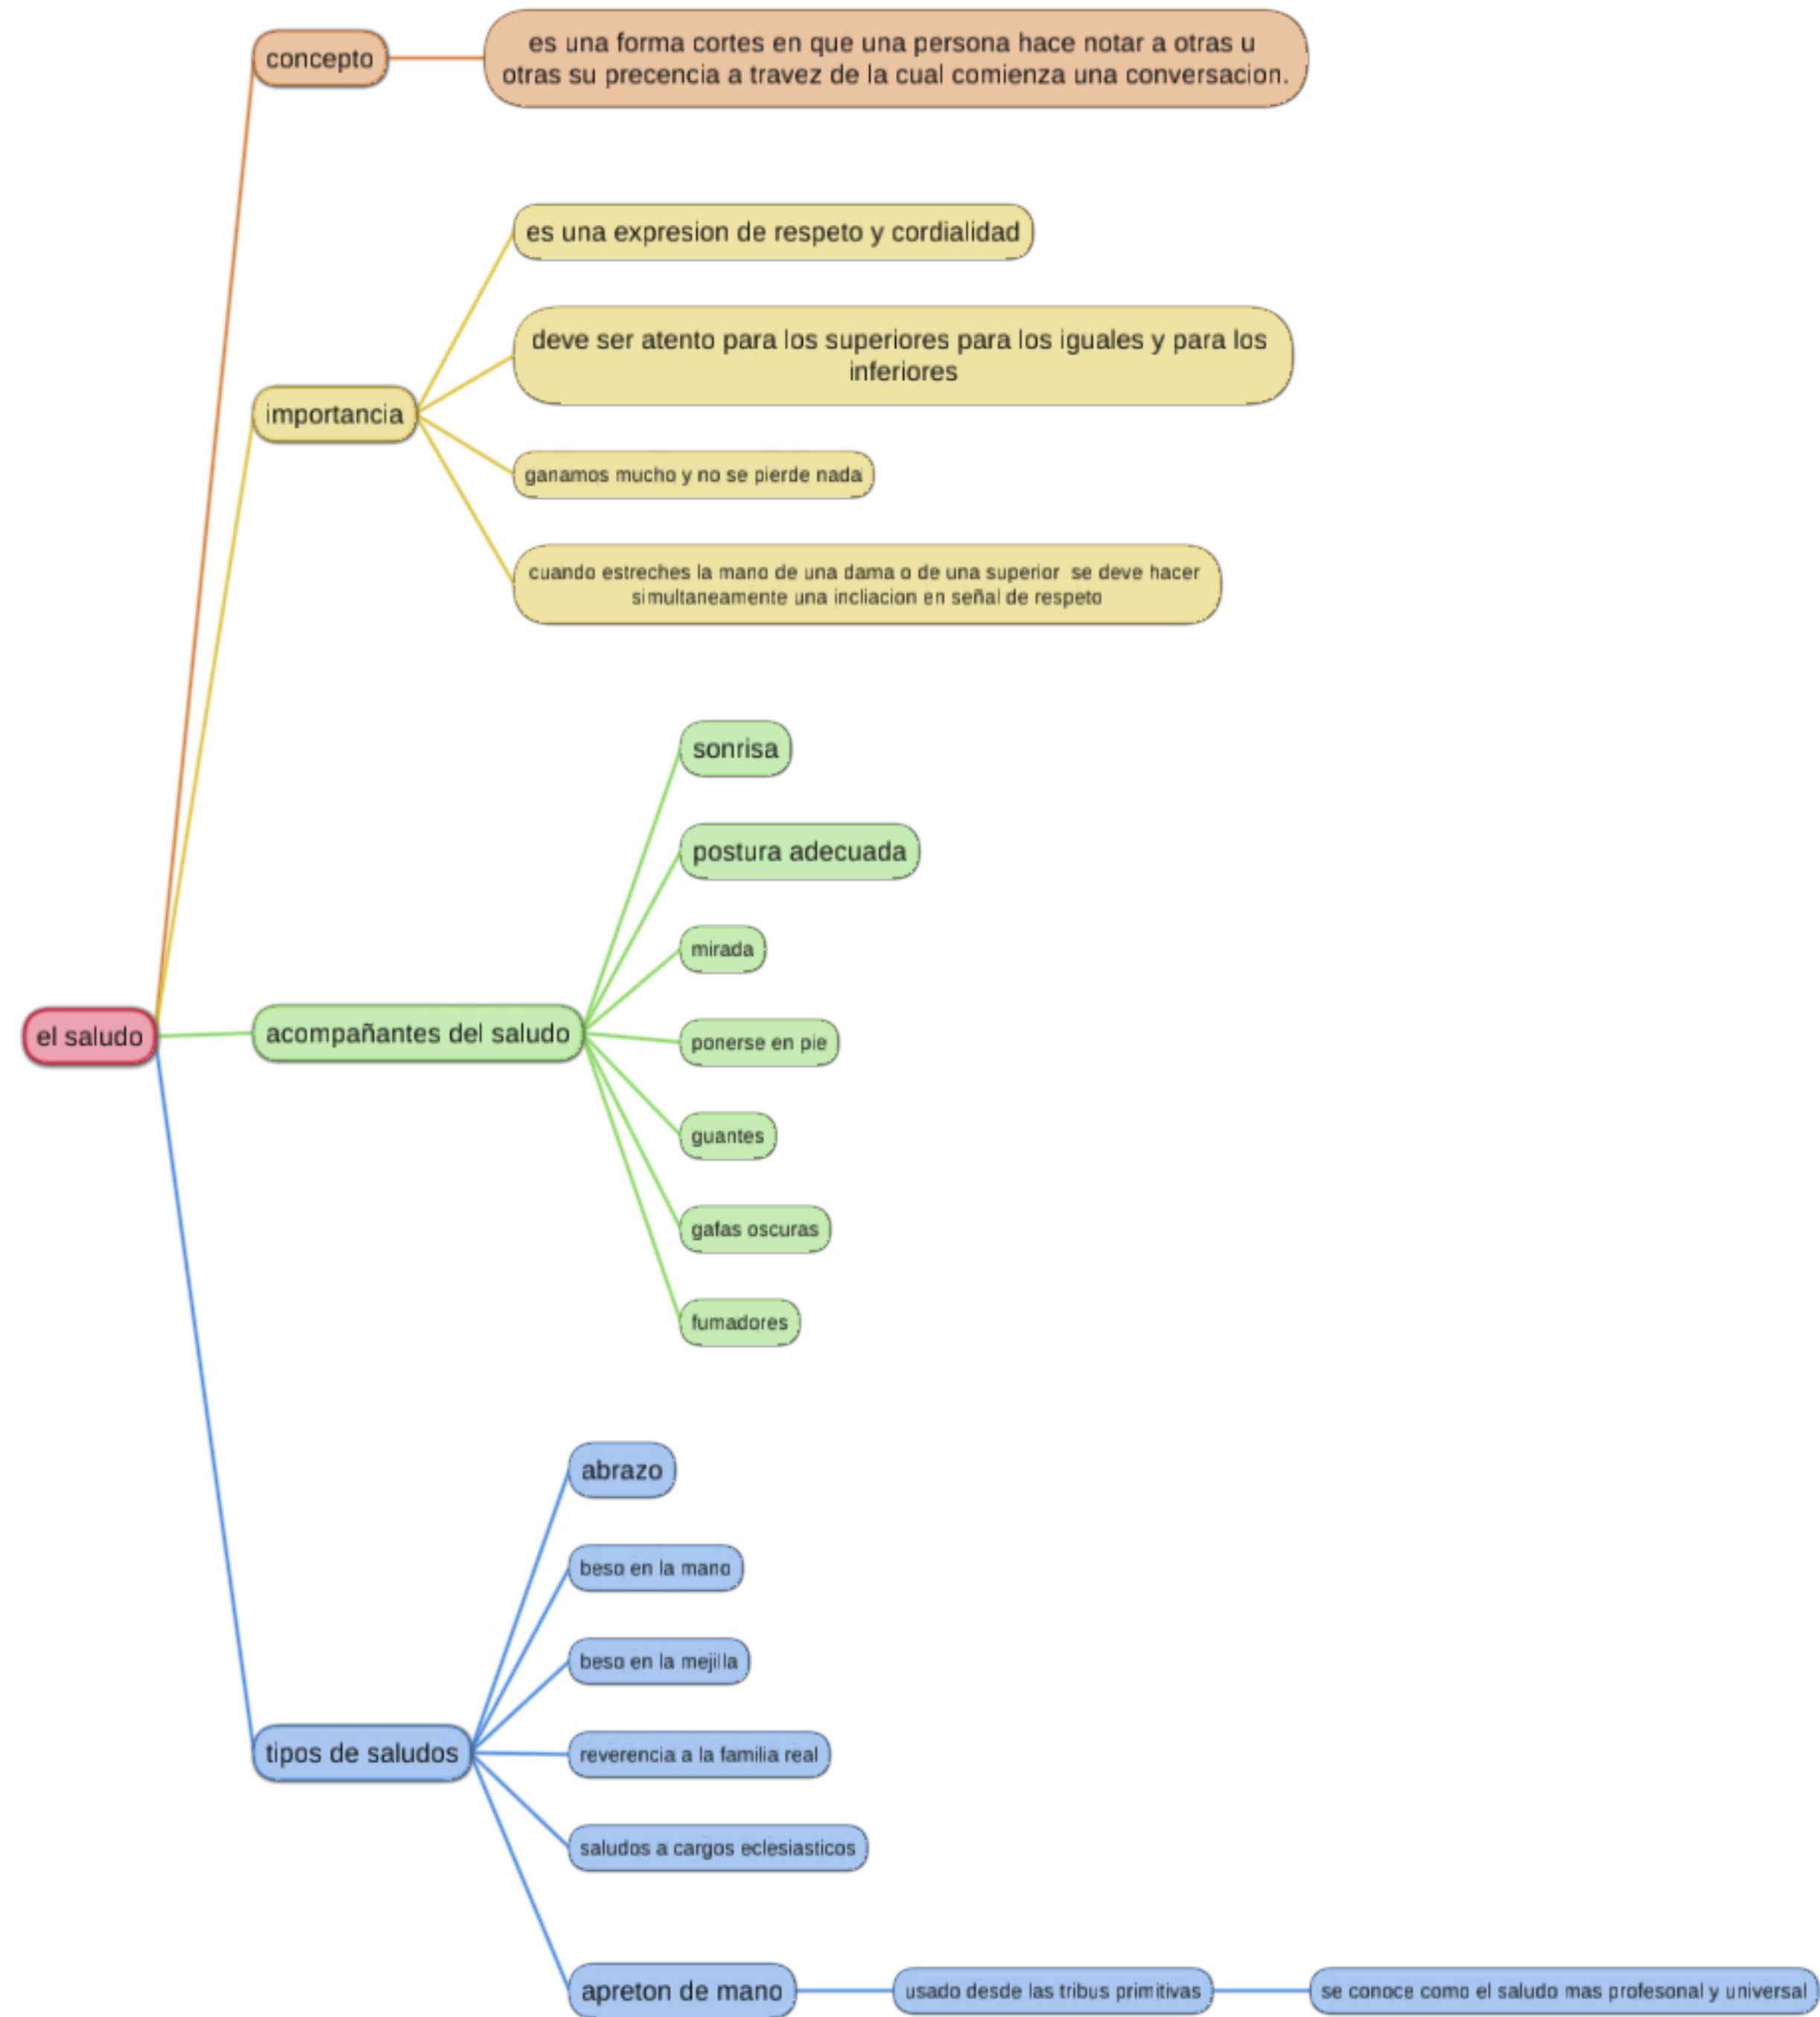 concepto
es una forma cortes en que una persona hace notar a otras u
otras su precencia a travez de la cual comienza una conversacion.
importancia
es una expresion de respeto y cordialidad
deve ser atento para los superiores para los iguales y para los
inferiores
ganamos mucho y no se pierde nada
cuando estreches la mano de una dama o de una superior se deve hacer
simultaneamente una incliacion en señal de respeto
el saludo
acompañantes del saludo
sonrisa
postura adecuada
mirada
ponerse en pie
guantes
gafas oscuras
fumadores
tipos de saludos
abrazo
beso en la mano
beso en la mejilla
reverencia a la familia real
saludos a cargos eclesiasticos
apreton de mano
usado desde las tribus primitivas
se conoce como el saludo mas profesonal y universal